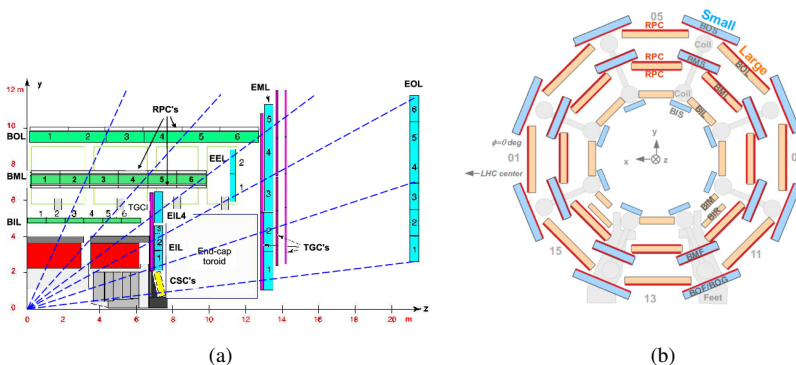 y
12 m
10
8
6
4
2
0
0 2 4 6 8 10 12 14 16 18 20
m
z
RPC's
EML
EOL
BOL
1 2 3 4 5 6
BML
1 2 3 4 5 6
BIL
1 2 3 4 5 6
TGCI
EEL
2
1
EIL4
EIL
3
2
1
CSC's
End-cap
toroid
TGC's
5
4
3
2
1
6
5
4
3
2
1
(a)
05
Small
RPC
BOS
Coil
Large
RPC
BMS
BOL
RPC
Coil
BML
BIS
BIL
ϕ=0 deg
01
LHC center
y
x
z
BIM
BIR
15
11
BMF
13
BOF/BOG
Feet
(b)